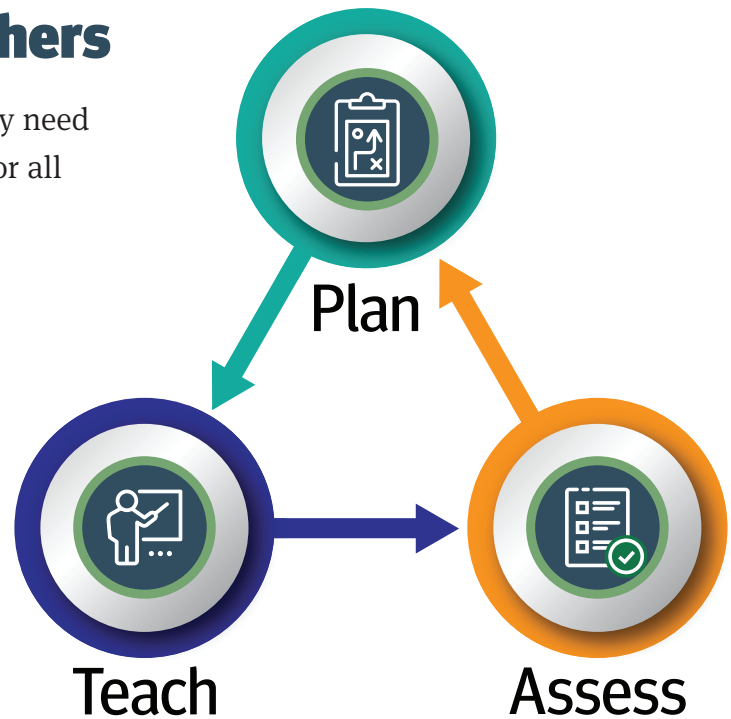 hers
y need
or all
Plan
Teach
Assess